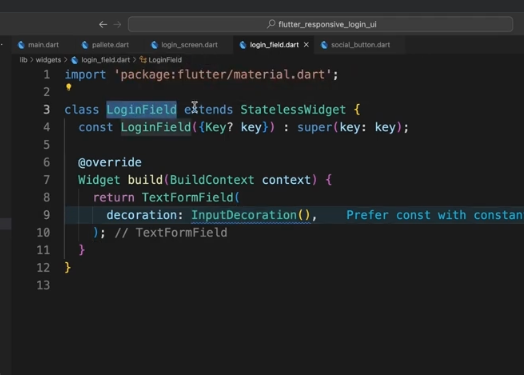 flutter_responsive_login_ui
main.dart pallete.dart login_screen.dart login_field.dart social_button.dart
lib > widgets > login_field.dart > LoginField
1 import 'package:flutter/material.dart';
2
3 class LoginField extends StatelessWidget {
4 const LoginField({Key? key}) : super(key: key);
5
6 @override
7 Widget build(BuildContext context) {
8 return TextFormField(
9 decoration: InputDecoration(), Prefer const with constan
10 ); // TextFormField
11 }
12 }
13